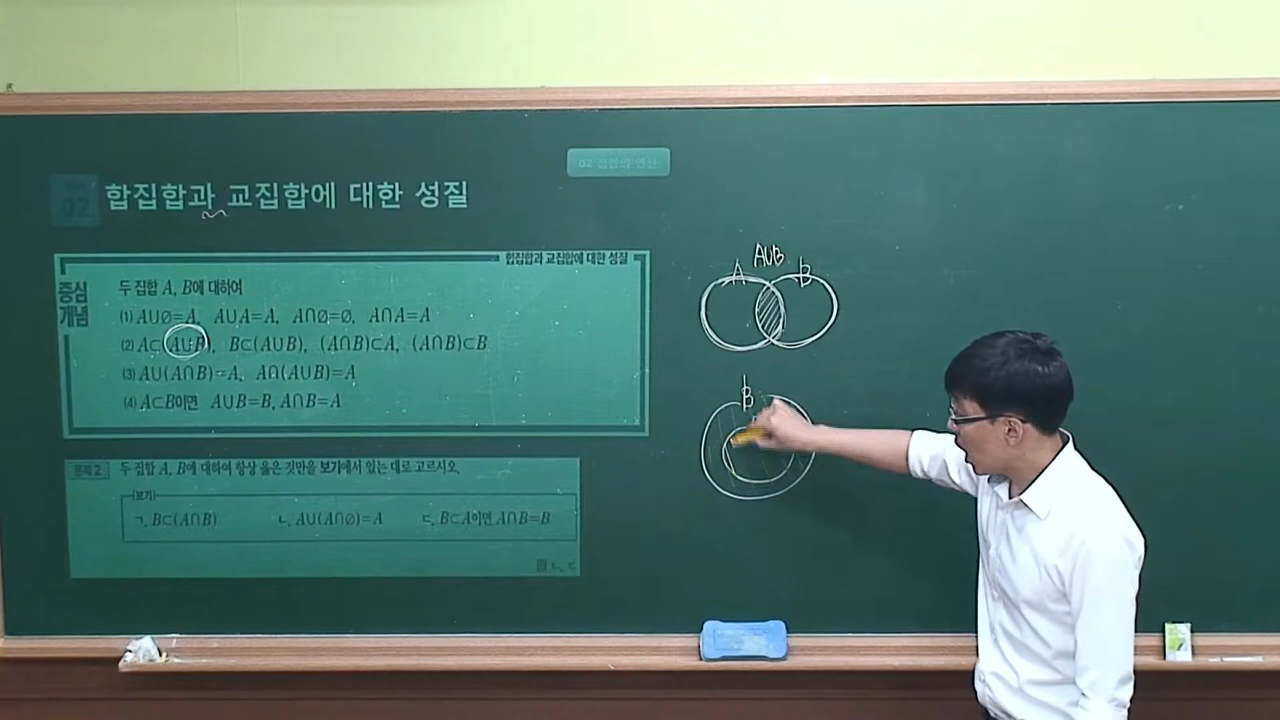 02 집합의 연산
02
합집합과 교집합에 대한 성질
합집합과 교집합에 대한 성질
중심
개념
두 집합 A, B에 대하여
(1) A∪∅=A, A∪A=A, A∩∅=∅, A∩A=A
(2) A⊂(A∪B), B⊂(A∪B), (A∩B)⊂A, (A∩B)⊂B
(3) A∪(A∩B)=A, A∩(A∪B)=A
(4) A⊂B이면 A∪B=B, A∩B=A
문제 2 두 집합 A, B에 대하여 항상 옳은 것만을 보기에서 있는 대로 고르시오.
보기
ㄱ. B⊂(A∩B) ㄴ. A∪(A∩∅)=A ㄷ. B⊂A이면 A∩B=B
답 ㄴ, ㄷ
A∪B
A B
B